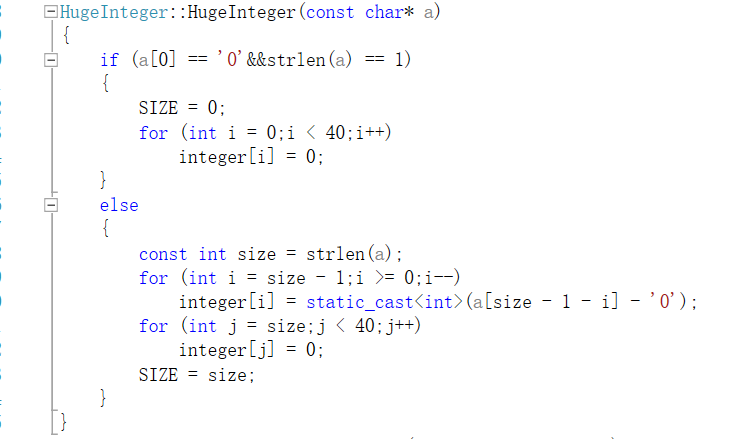 HugeInteger::HugeInteger(const char* a)
{
if (a[0] == '0'&&strlen(a) == 1)
{
SIZE = 0;
for (int i = 0;i < 40;i++)
integer[i] = 0;
}
else
{
const int size = strlen(a);
for (int i = size - 1;i >= 0;i--)
integer[i] = static_cast<int>(a[size - 1 - i] - '0');
for (int j = size;j < 40;j++)
integer[j] = 0;
SIZE = size;
}
}